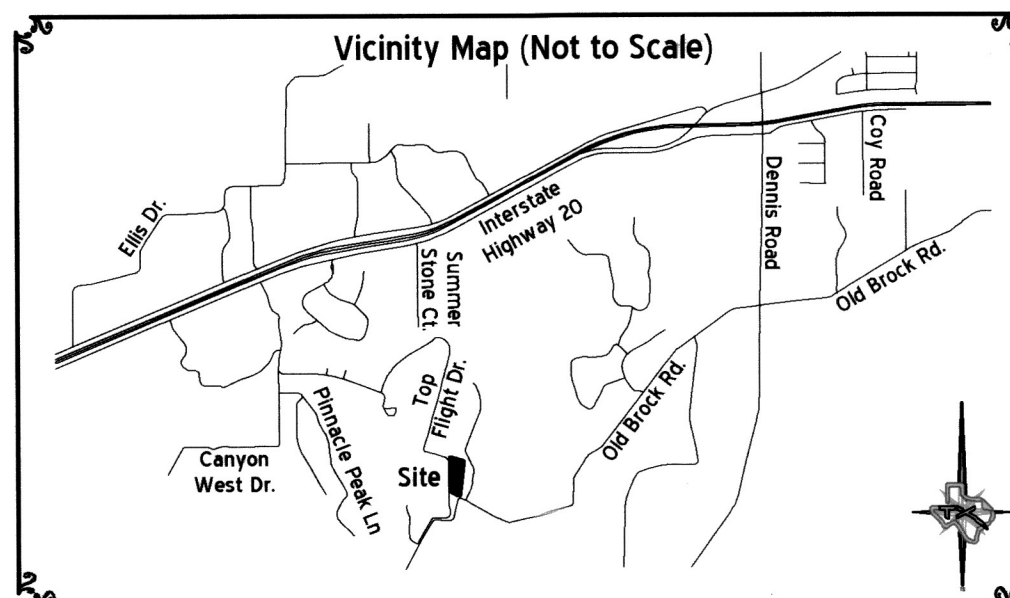 Vicinity Map (Not to Scale)
Coy Road
Dennis Road
Ellis Dr.
Interstate
Highway 20
Summer
Stone Ct.
Old Brock Rd.
Top
Flight Dr.
Pinnacle Peak Ln
Old Brock Rd.
Canyon
West Dr.
Site
TX